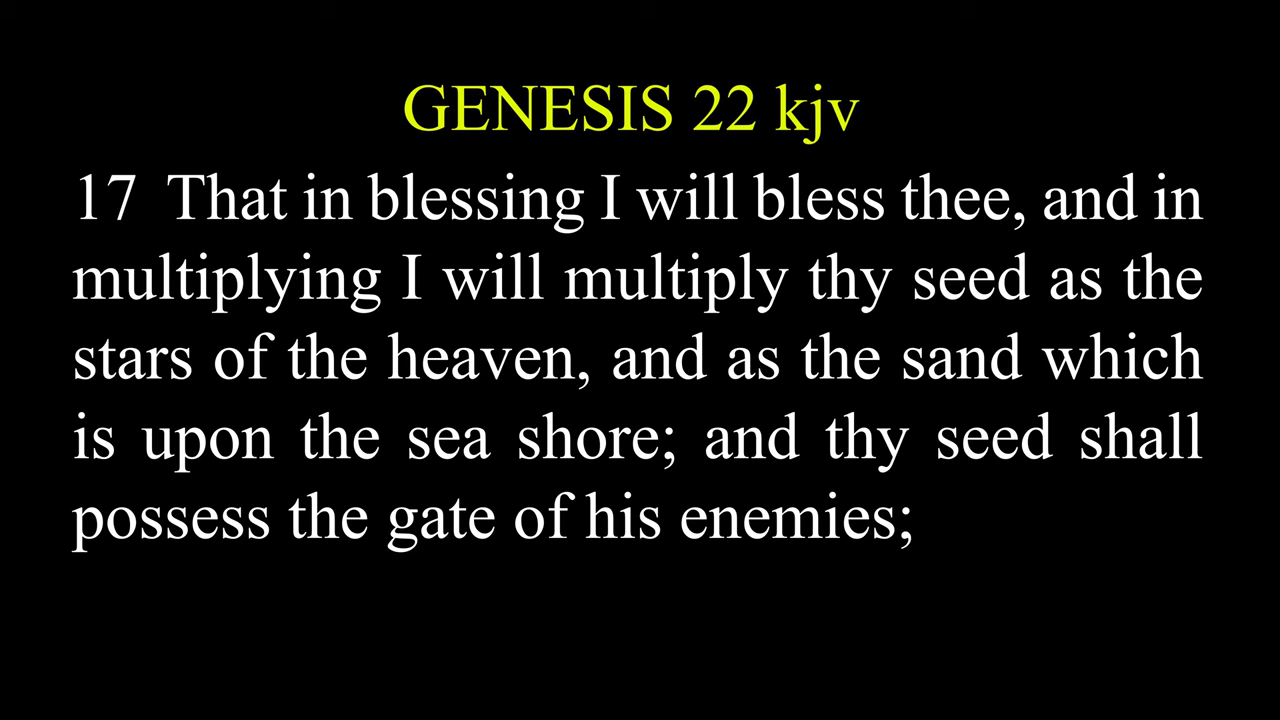 GENESIS 22 kjv
17 That in blessing I will bless thee, and in
multiplying I will multiply thy seed as the
stars of the heaven, and as the sand which
is upon the sea shore; and thy seed shall
possess the gate of his enemies;